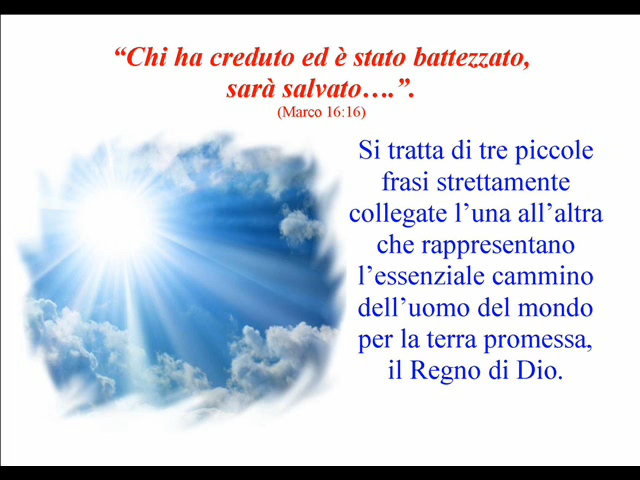 “Chi ha creduto ed è stato battezzato,
sarà salvato….”.
(Marco 16:16)
Si tratta di tre piccole
frasi strettamente
collegate l’una all’altra
che rappresentano
l’essenziale cammino
dell’uomo del mondo
per la terra promessa,
il Regno di Dio.